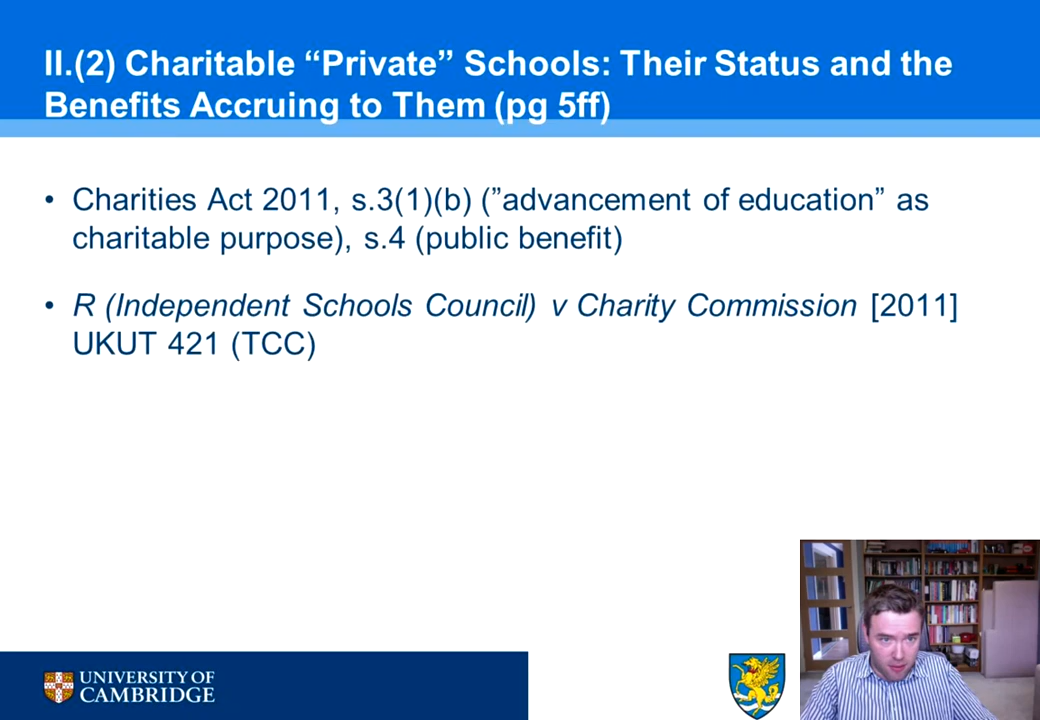 II.(2) Charitable “Private” Schools: Their Status and the
Benefits Accruing to Them (pg 5ff)
• Charities Act 2011, s.3(1)(b) (”advancement of education” as
charitable purpose), s.4 (public benefit)
• R (Independent Schools Council) v Charity Commission [2011]
UKUT 421 (TCC)
UNIVERSITY OF
CAMBRIDGE